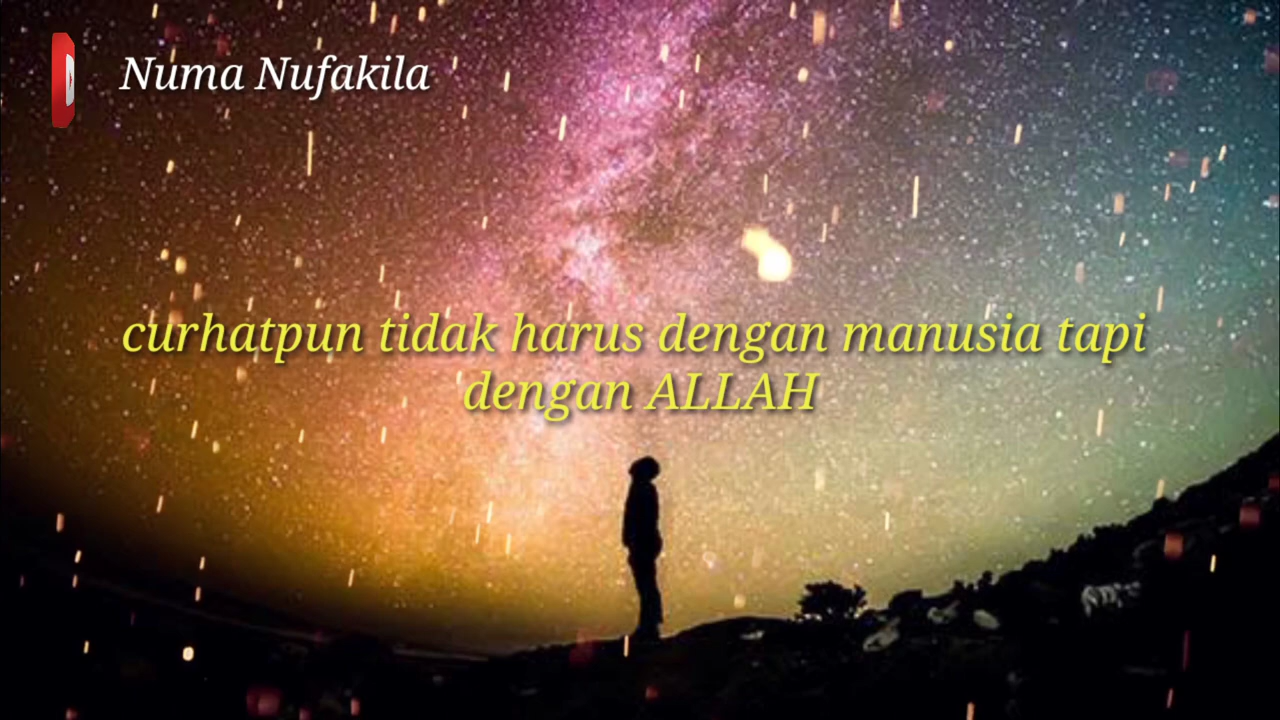 Numa Nufakila
curhatpun tidak harus dengan manusia tapi
dengan ALLAH